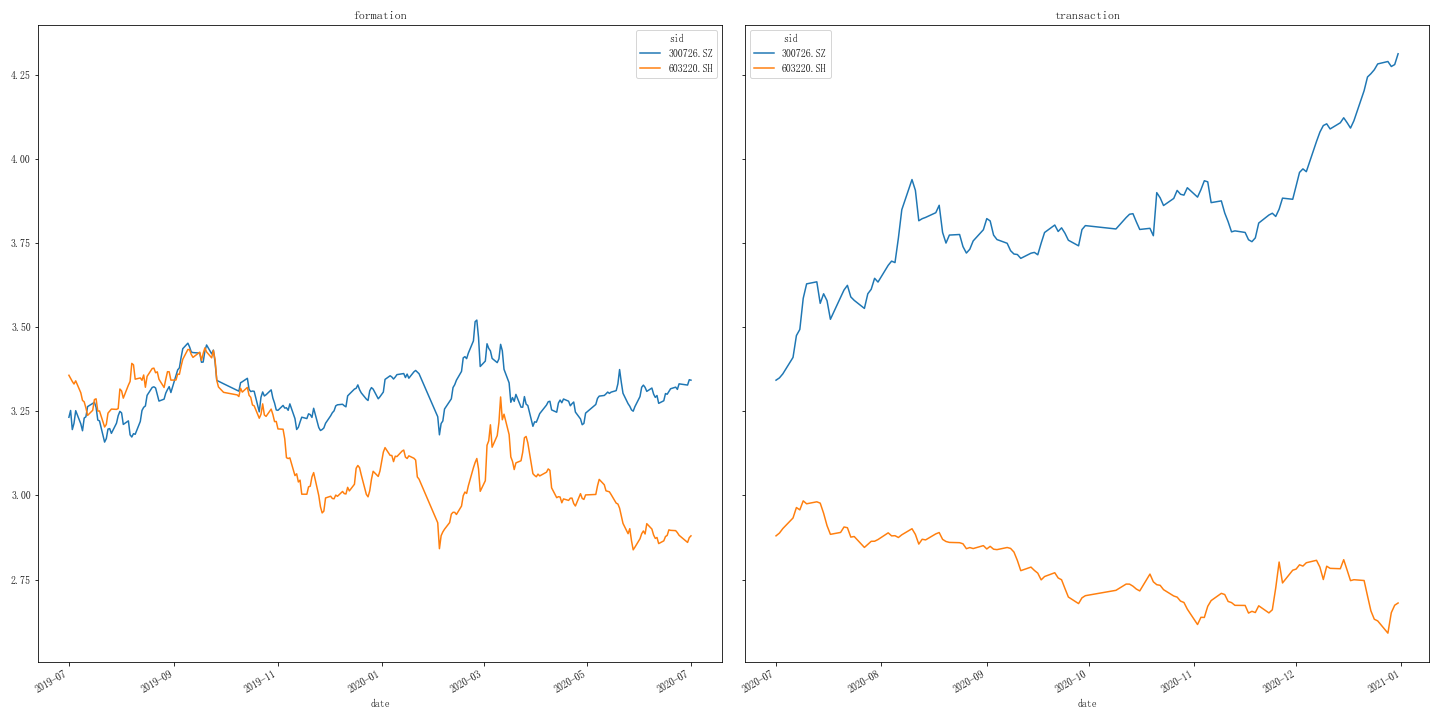 formation
sid
300726.SZ
603220.SH
4.25
4.00
3.75
3.50
3.25
3.00
2.75
2019-07
2019-09
2019-11
2020-01
2020-03
2020-05
2020-07
date
transaction
sid
300726.SZ
603220.SH
2020-07
2020-08
2020-09
2020-10
2020-11
2020-12
2021-01
date